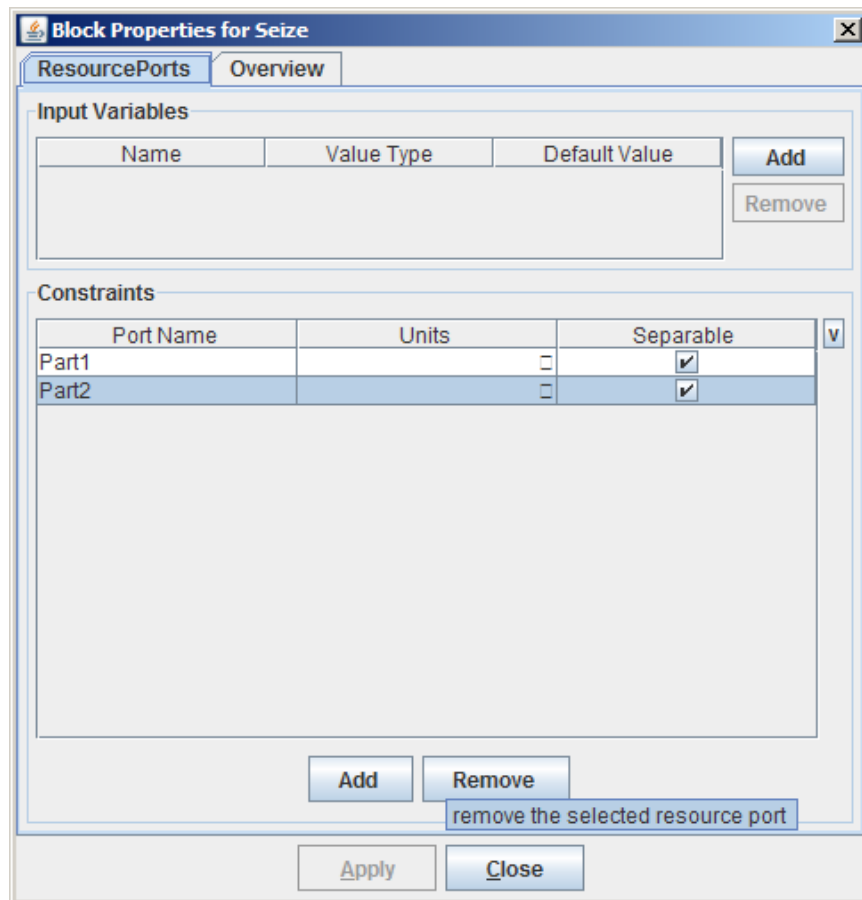 Block Properties for Seize
ResourcePorts Overview
Input Variables
Name Value Type Default Value
Add
Remove
Constraints
Port Name Units Separable v
Part1
Part2
Add Remove
remove the selected resource port
Apply Close